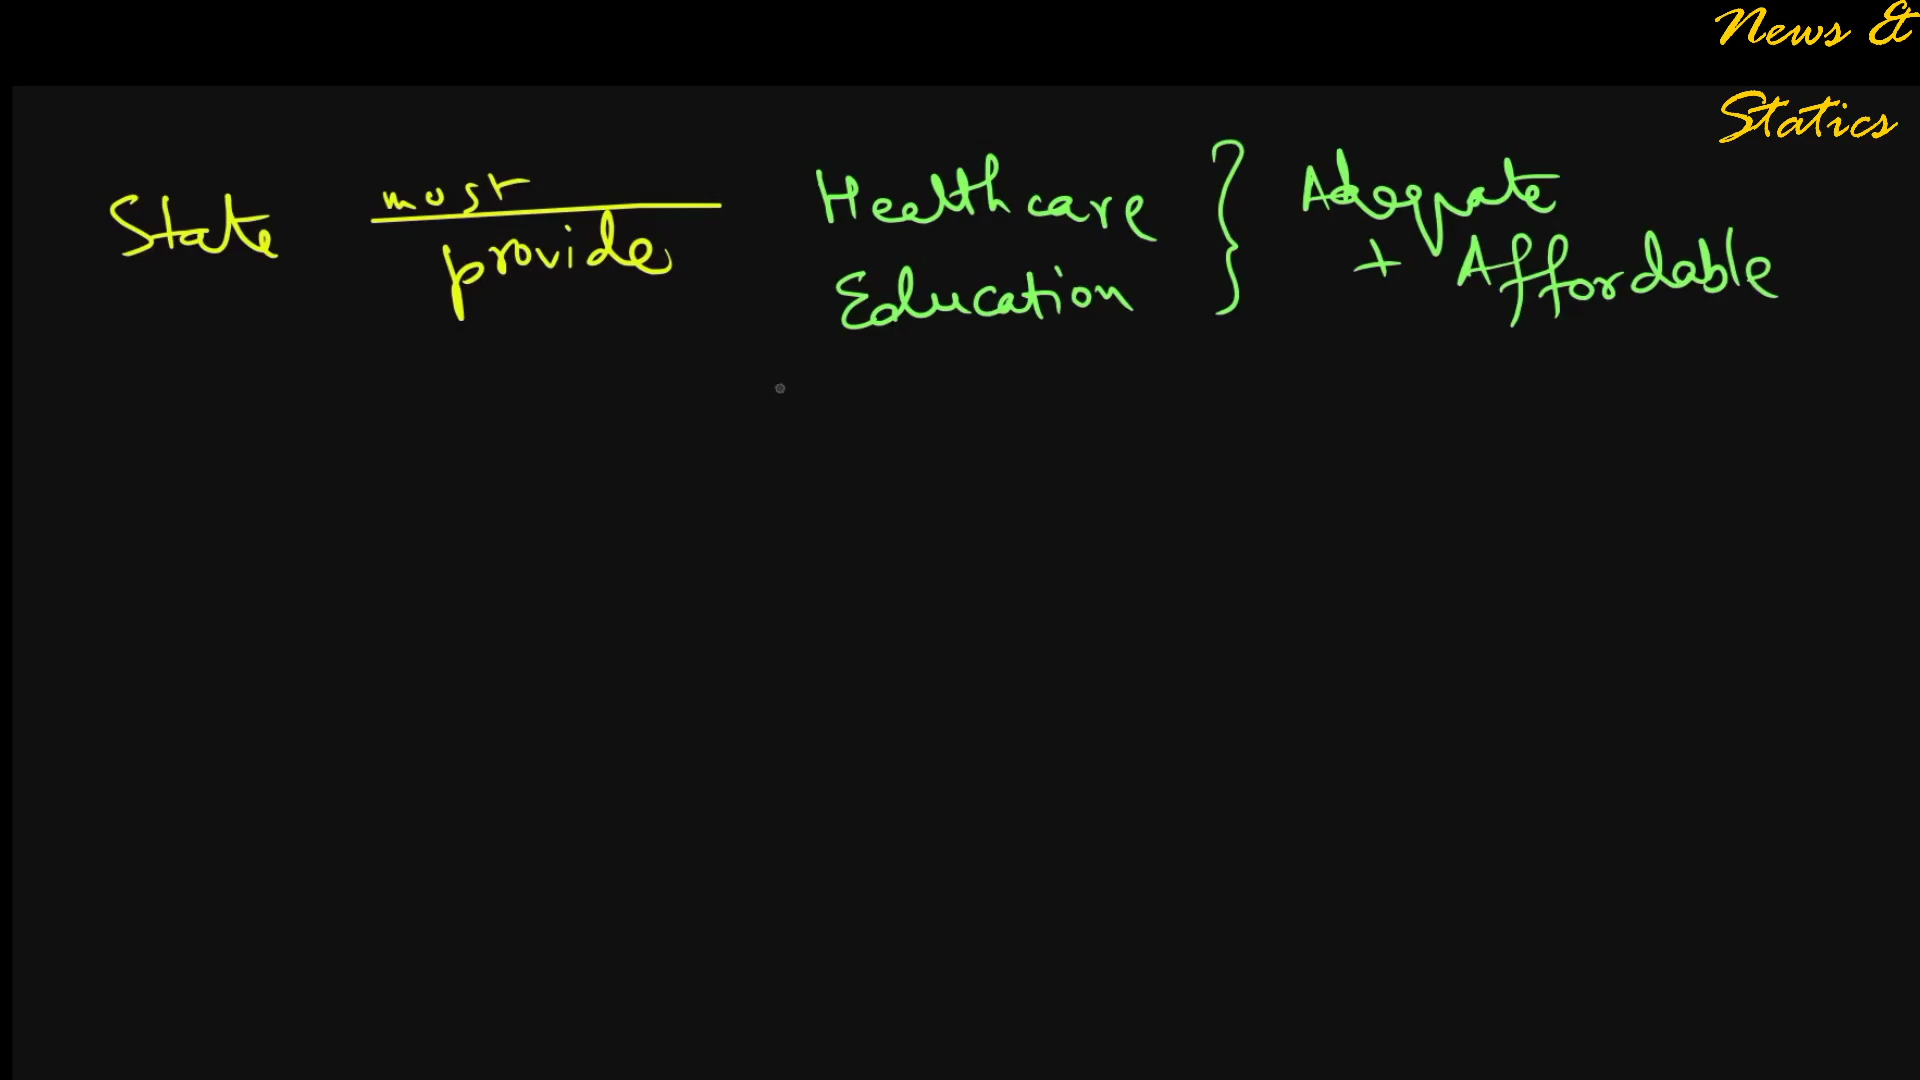 News &
Statics
State must provide Healthcare } Adequate
Education + Affordable